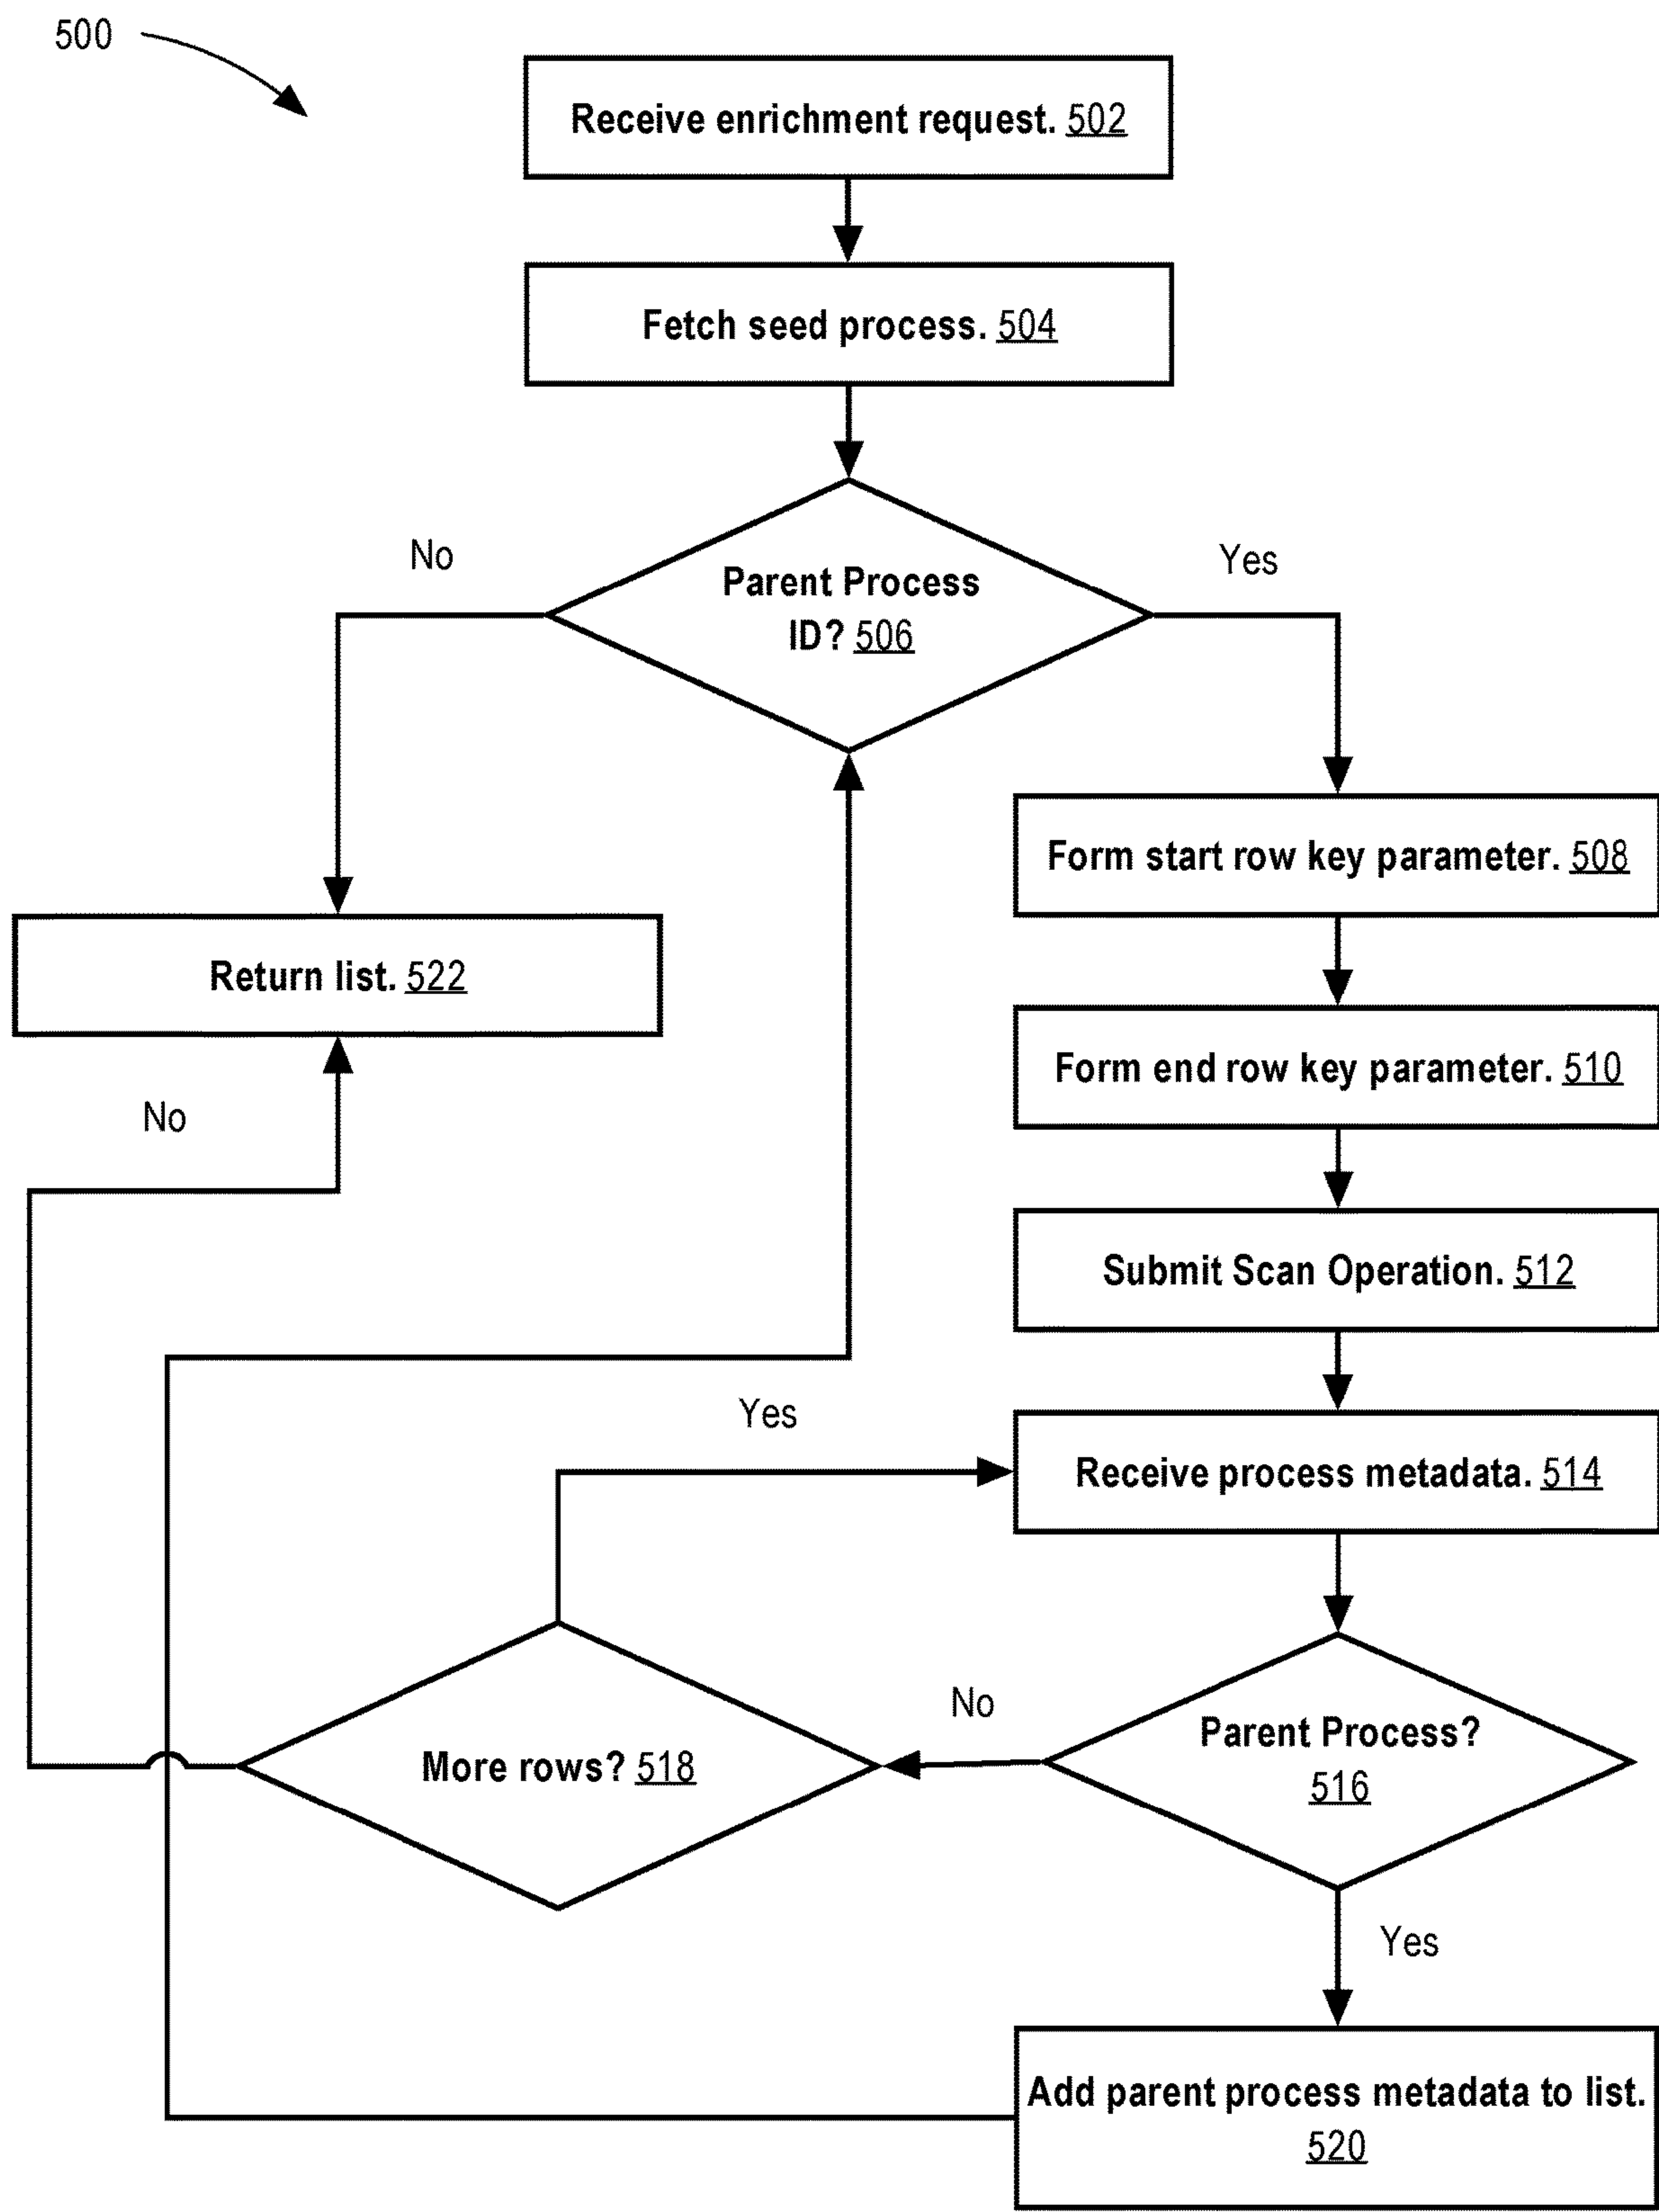 500
Receive enrichment request. 502
Fetch seed process. 504
No
Yes
Parent Process
ID? 506
Form start row key parameter. 508
Return list. 522
Form end row key parameter. 510
No
Submit Scan Operation. 512
Yes
Receive process metadata. 514
No
Parent Process?
516
More rows? 518
Yes
Add parent process metadata to list.
520